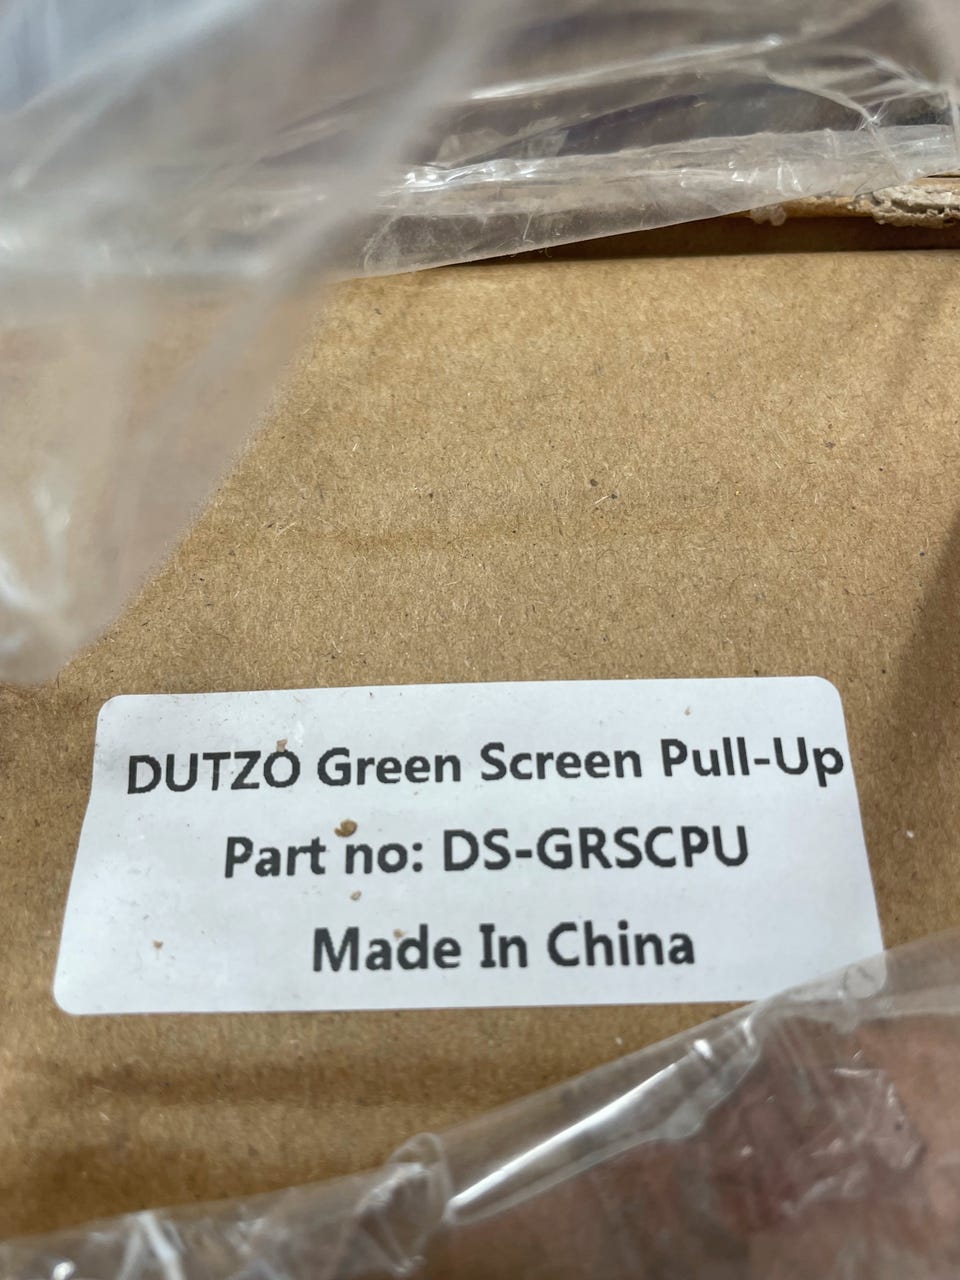 DUTZO Green Screen Pull-Up
Part no: DS-GRSCPU
Made In China